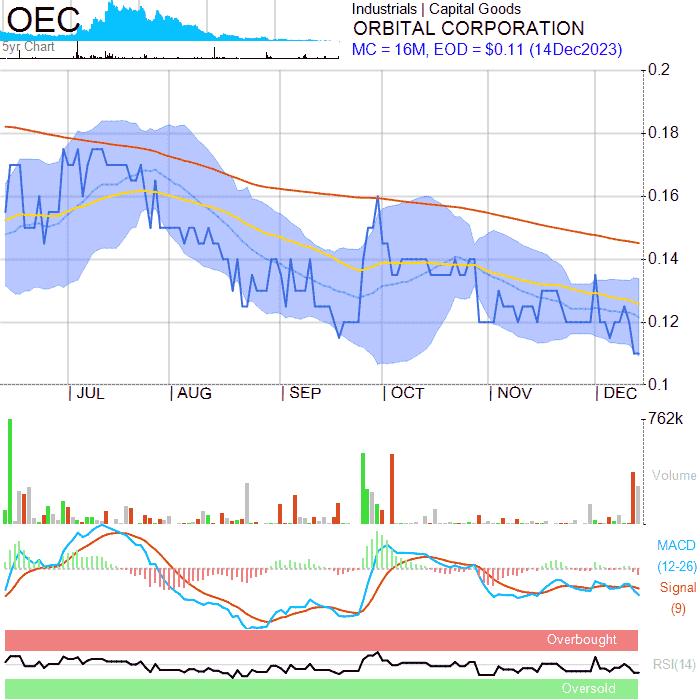 OEC
5yr Chart
Industrials | Capital Goods
ORBITAL CORPORATION
MC = 16M, EOD = $0.11 (14Dec2023)
0.2
0.18
0.16
0.14
0.12
0.1
JUL AUG SEP OCT NOV DEC
762k
Volume
MACD
(12-26)
Signal
(9)
Overbought
RSI(14)
Oversold